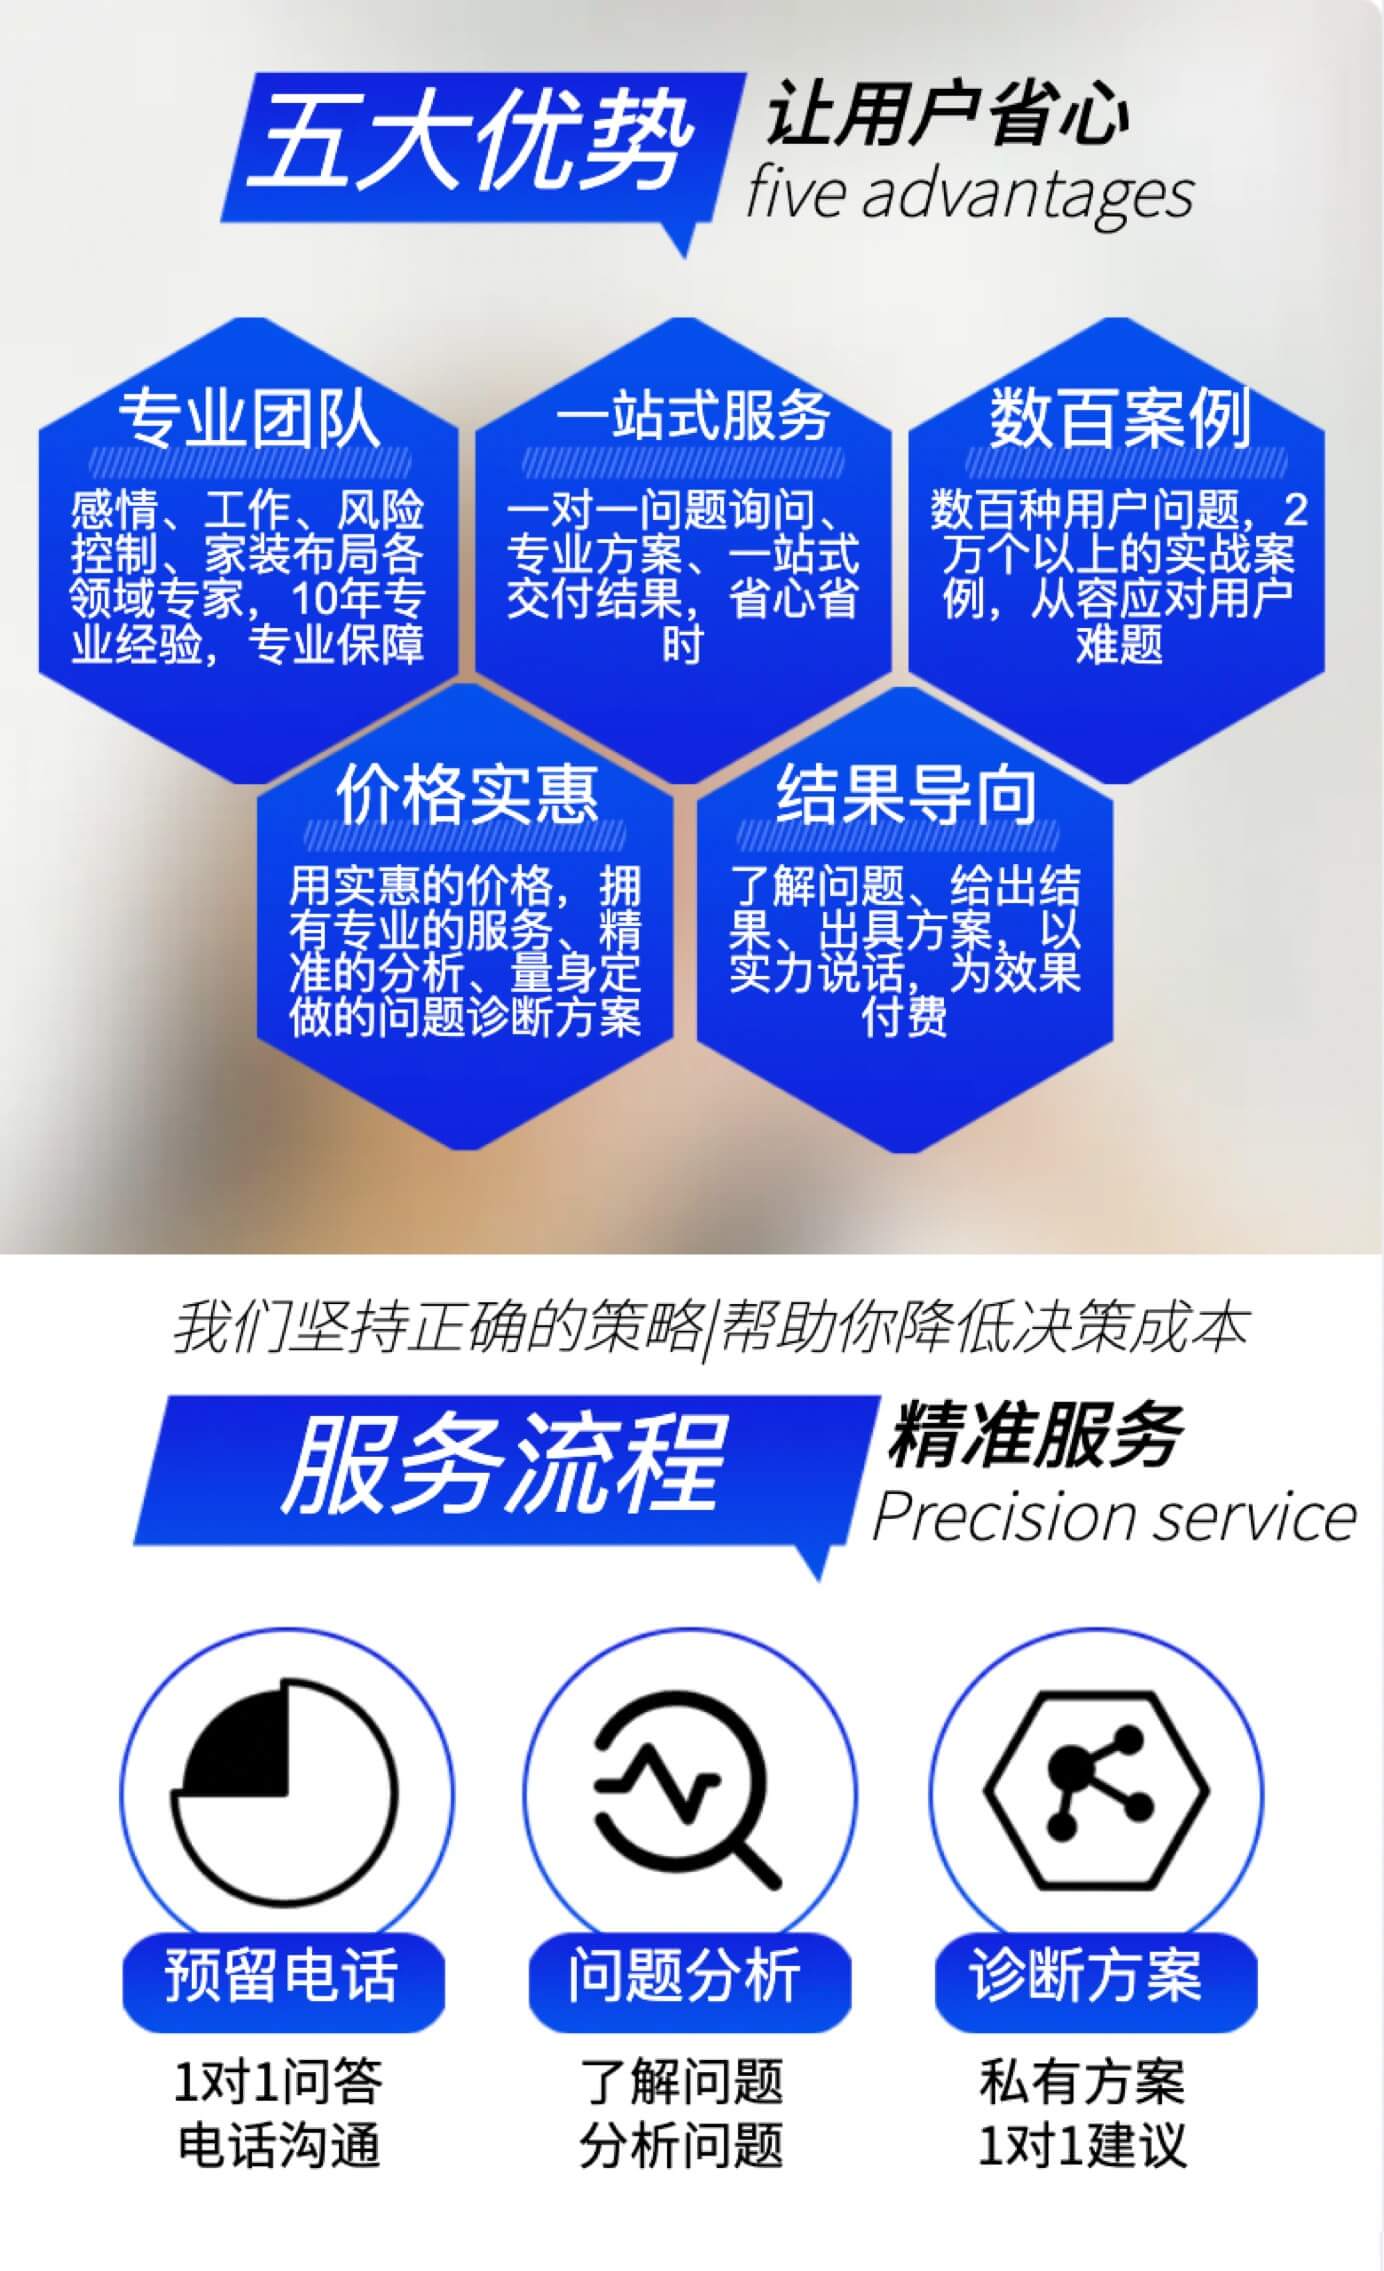 五大优势
让用户省心
five advantages
专业团队
感情、工作、风险
控制、家装布局各
领域专家，10年专
业经验，专业保障
一站式服务
一对一问题询问、
专业方案、一站式
交付结果，省心省
时
数百案例
数百种用户问题，2
万个以上的实战案
例，从容应对用户
难题
价格实惠
用实惠的价格，拥
有专业的服务、精
准的分析、量身定
做的问题诊断方案
结果导向
了解问题、给出结
果、出具方案，以
实力说话，为效果
付费
我们坚持正确的策略|帮助你降低决策成本
服务流程
精准服务
Precision service
预留电话
1对1问答
电话沟通
问题分析
了解问题
分析问题
诊断方案
私有方案
1对1建议